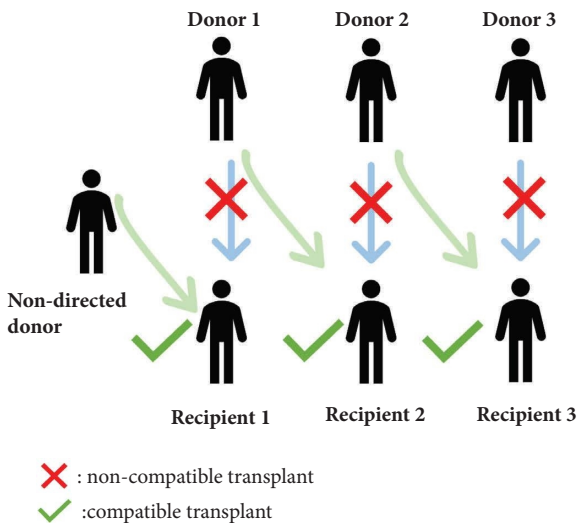 Donor 1
Donor 2
Donor 3
Non-directed
donor
Recipient 1
Recipient 2
Recipient 3
: non-compatible transplant
:compatible transplant